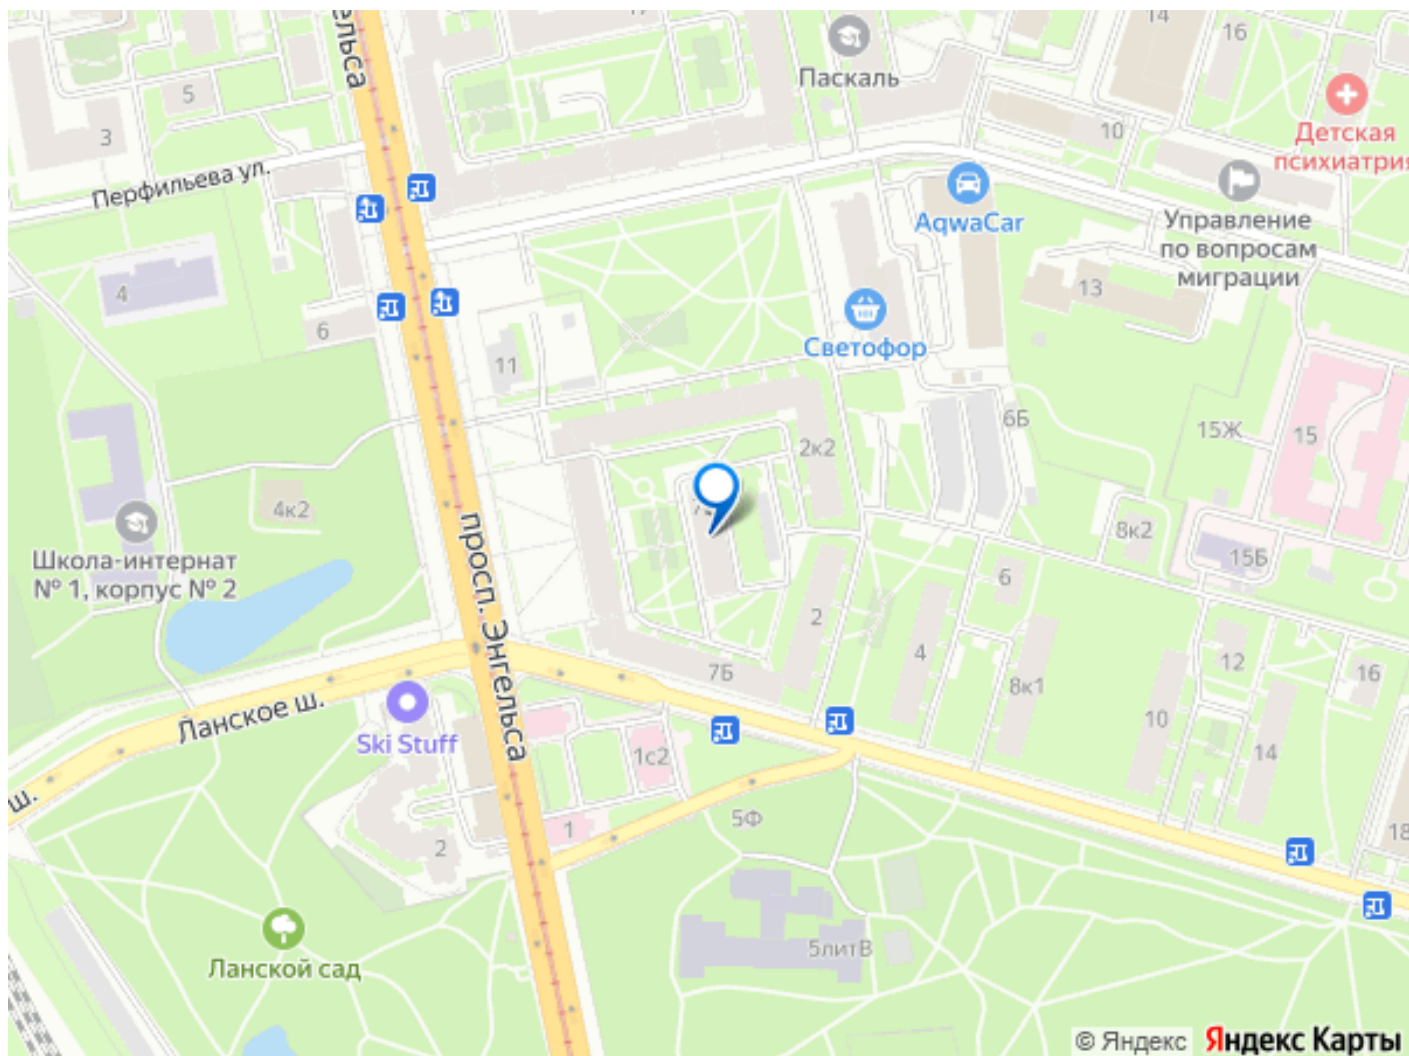 ельса
14
16
Паскаль
5
3
10
Детская
психиатрия
Перфильева ул.
AqwaCar
Управление
по вопросам
миграции
4
6
13
11
Светофор
2к2
6Б
15Ж
15
4к2
8к2
15Б
Школа-интернат
№ 1, корпус № 2
просп. Энгельса
6
2
4
7Б
8к1
12
16
Ланское ш.
Ski Stuff
1с2
10
14
ш.
1
2
5Ф
18
5литВ
Ланской сад
© Яндекс Яндекс Карты